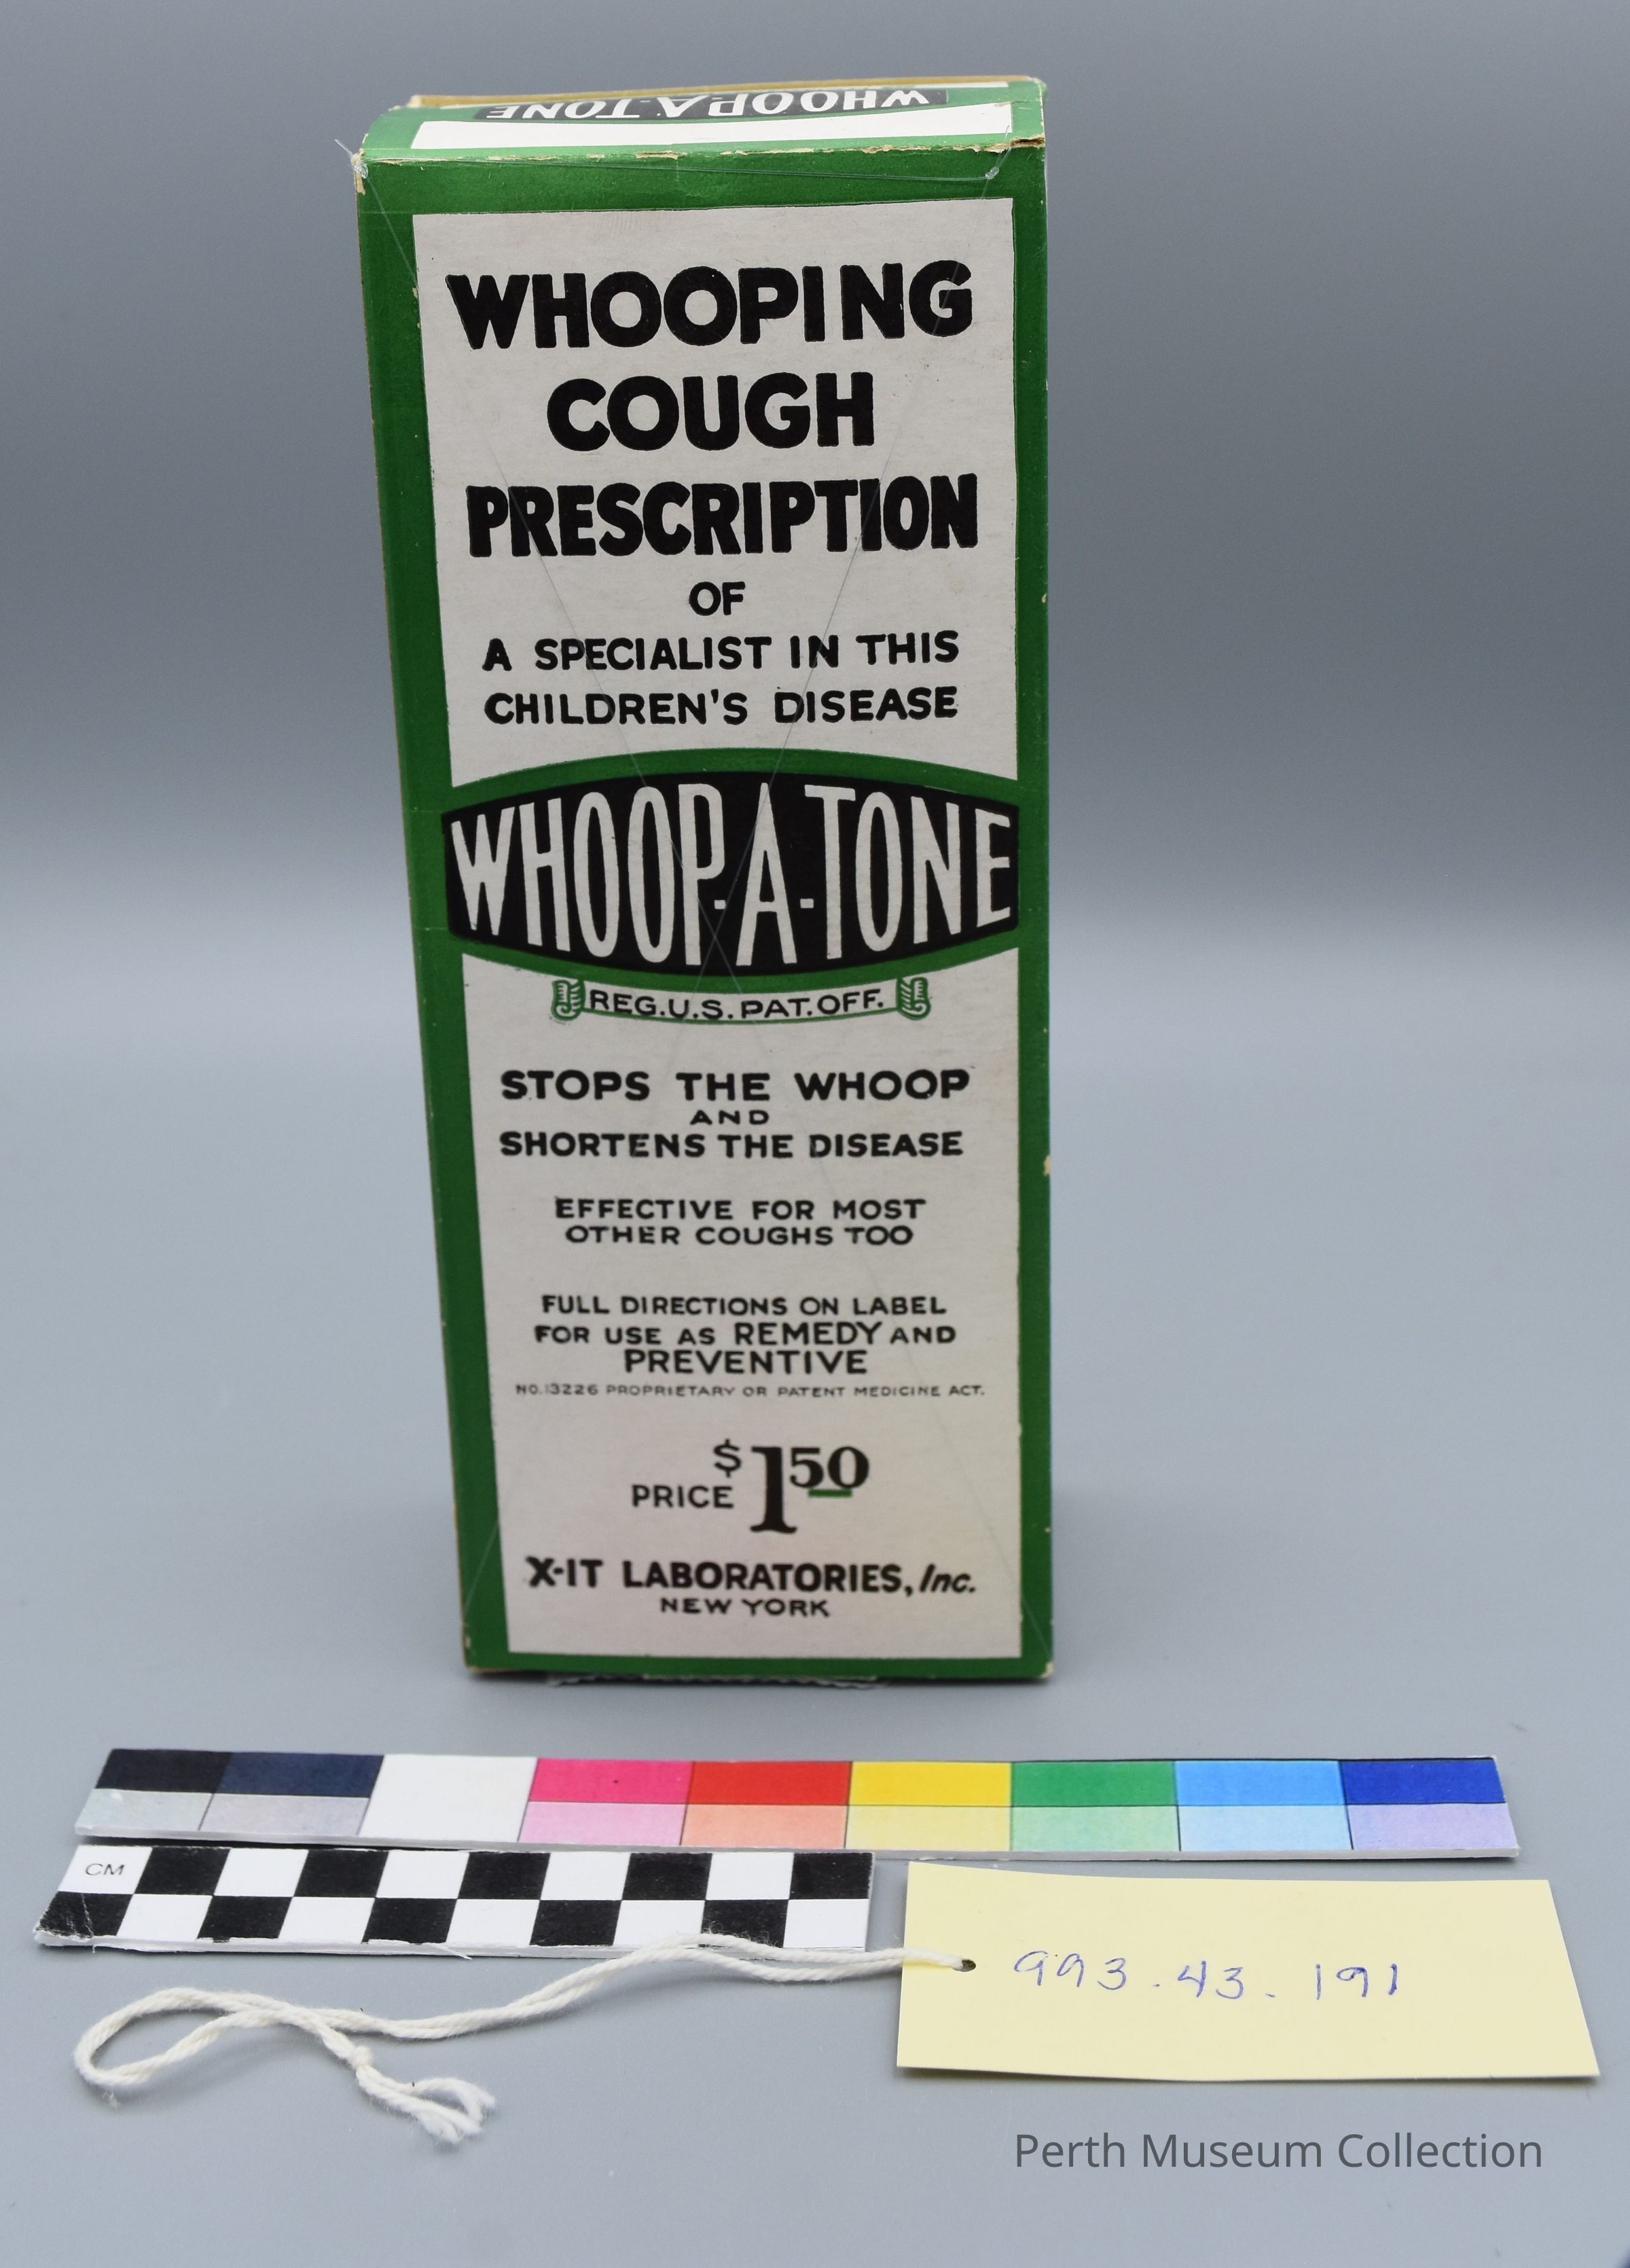 WHOOP-A-TONE
WHOOPING
COUGH
PRESCRIPTION
OF
A SPECIALIST IN THIS
CHILDREN'S DISEASE
WHOOP-A-TONE
REG.U.S.PAT.OFF.
STOPS THE WHOOP
AND
SHORTENS THE DISEASE
EFFECTIVE FOR MOST
OTHER COUGHS TOO
FULL DIRECTIONS ON LABEL
FOR USE AS REMEDY AND
PREVENTIVE
NO.13226 PROPRIETARY OR PATENT MEDICINE ACT.
PRICE $1.50
X-IT LABORATORIES, Inc.
NEW YORK
CM
993.43.191
Perth Museum Collection